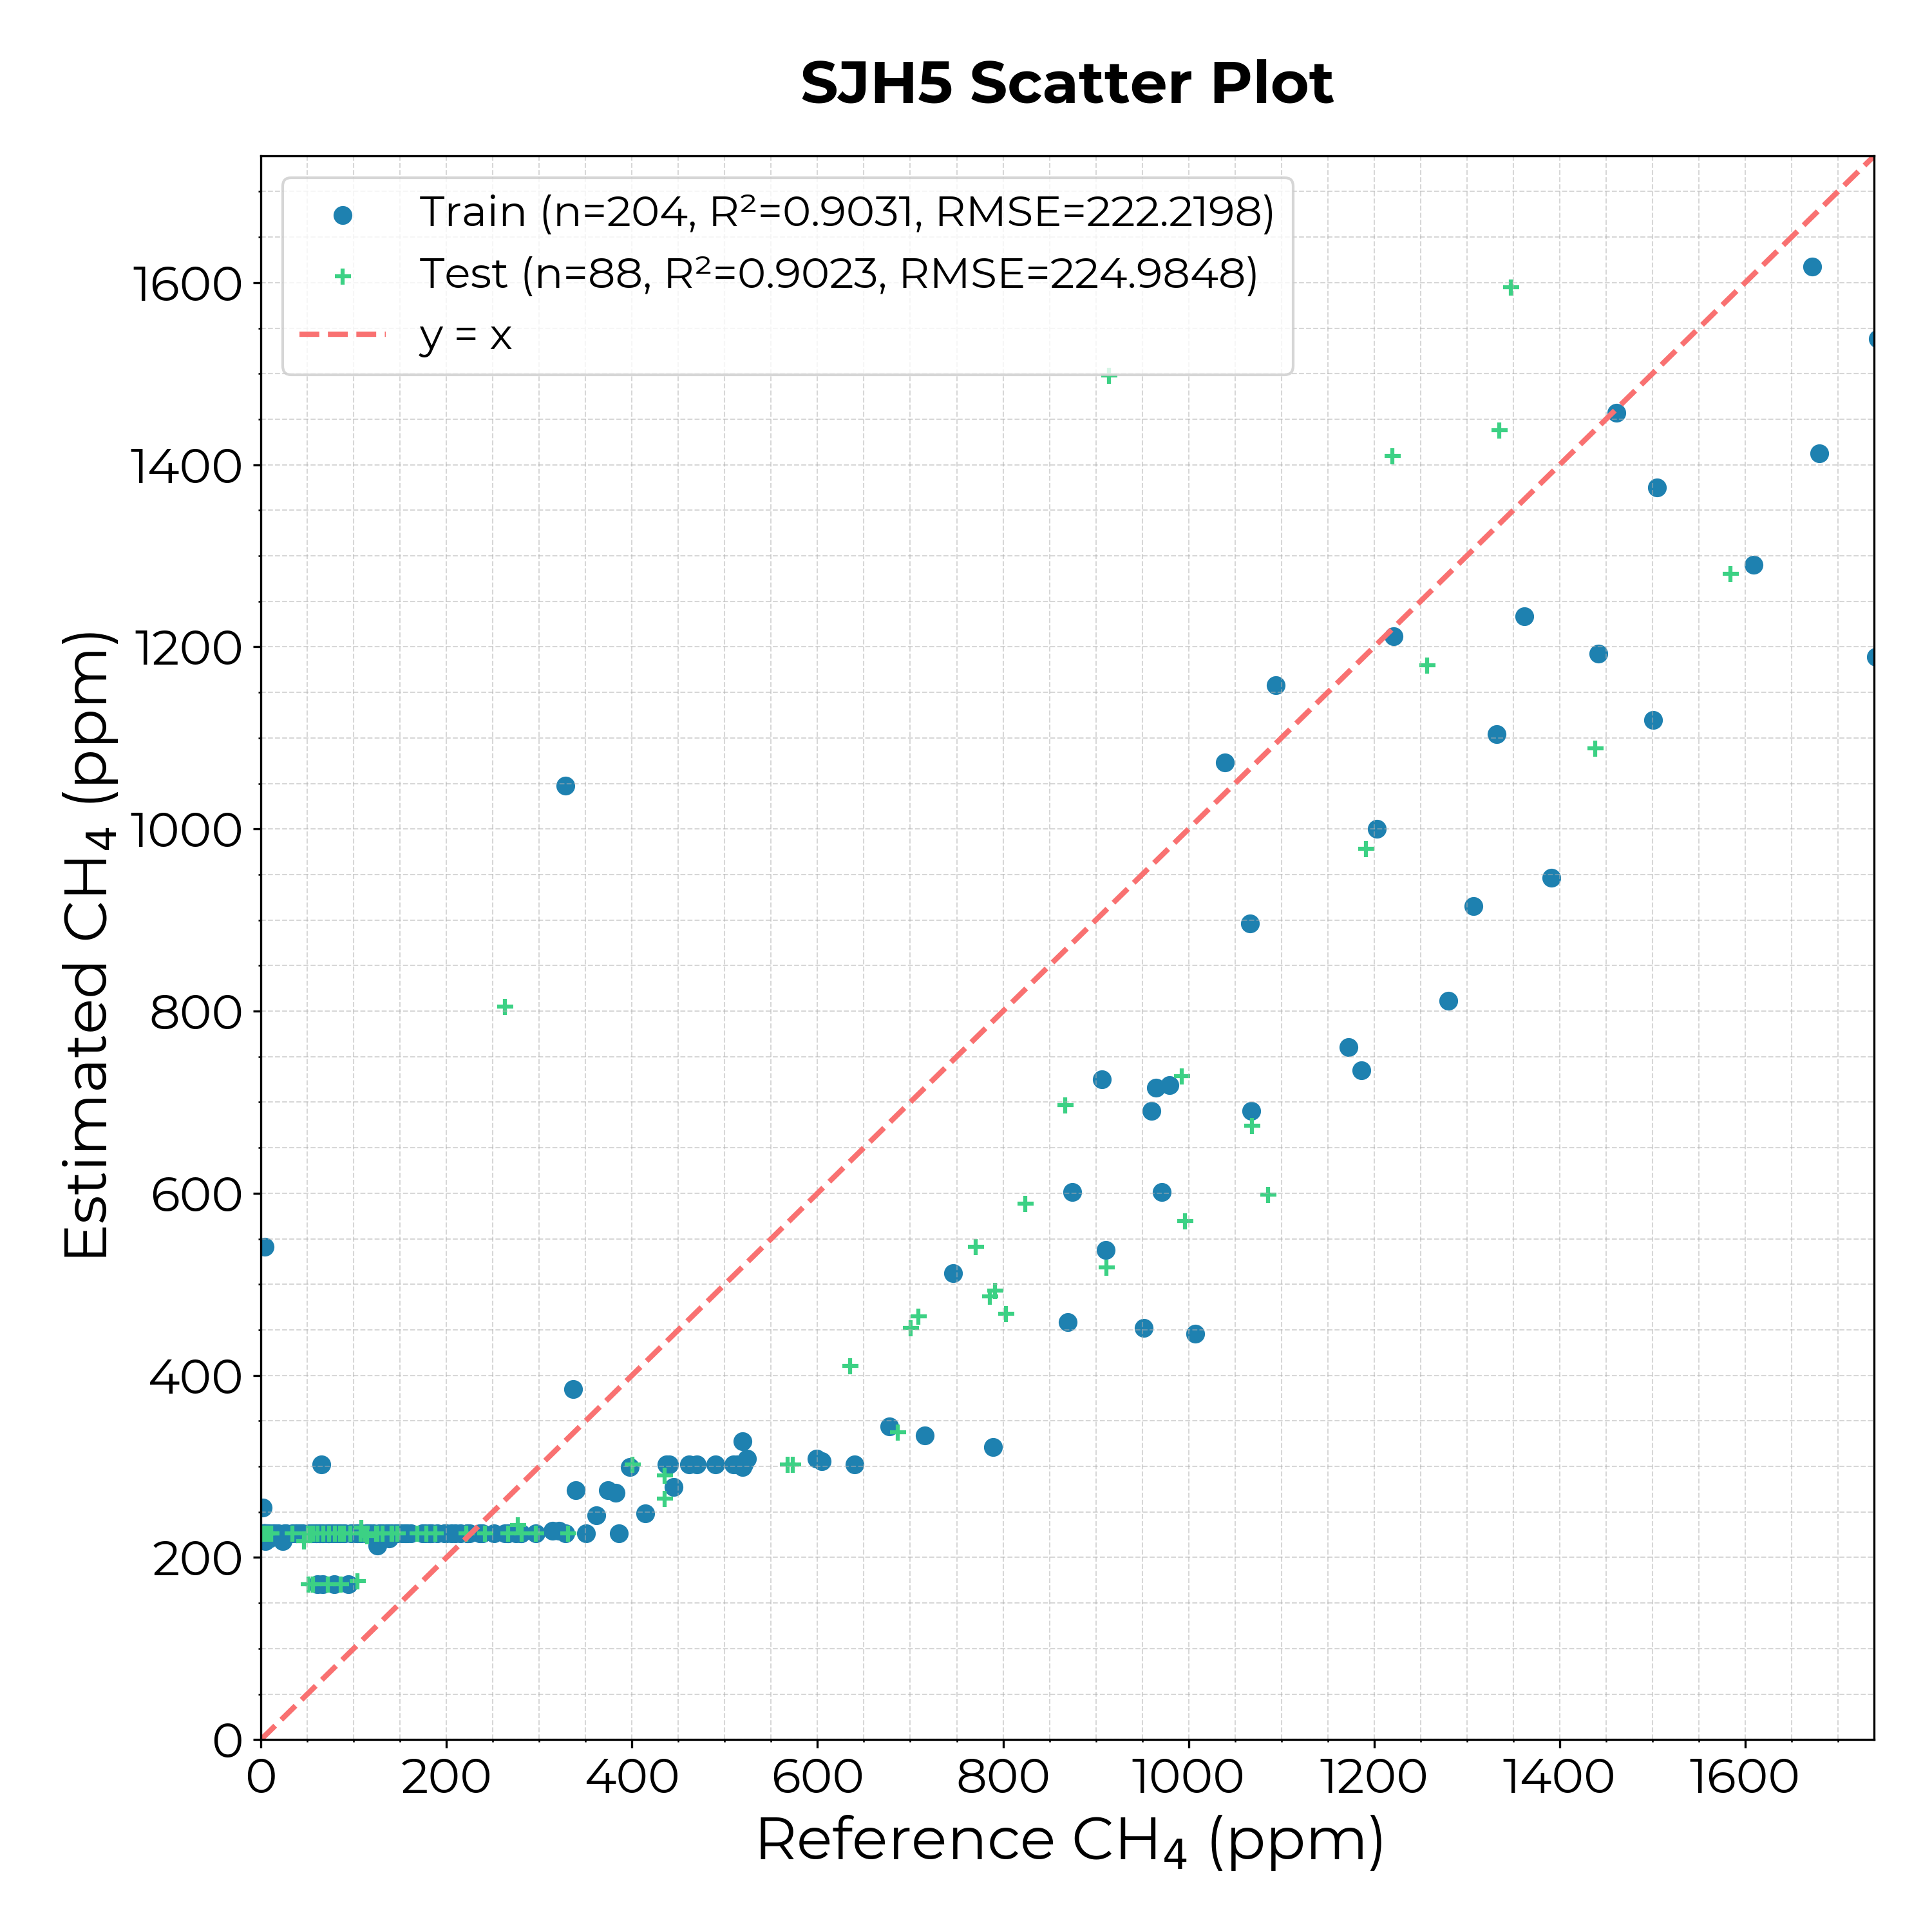 SJH5 Scatter Plot
Train (n=204, R²=0.9031, RMSE=222.2198)
Test (n=88, R²=0.9023, RMSE=224.9848)
y = x
Estimated CH₄ (ppm)
1600
1400
1200
1000
800
600
400
200
0
0 200 400 600 800 1000 1200 1400 1600
Reference CH₄ (ppm)